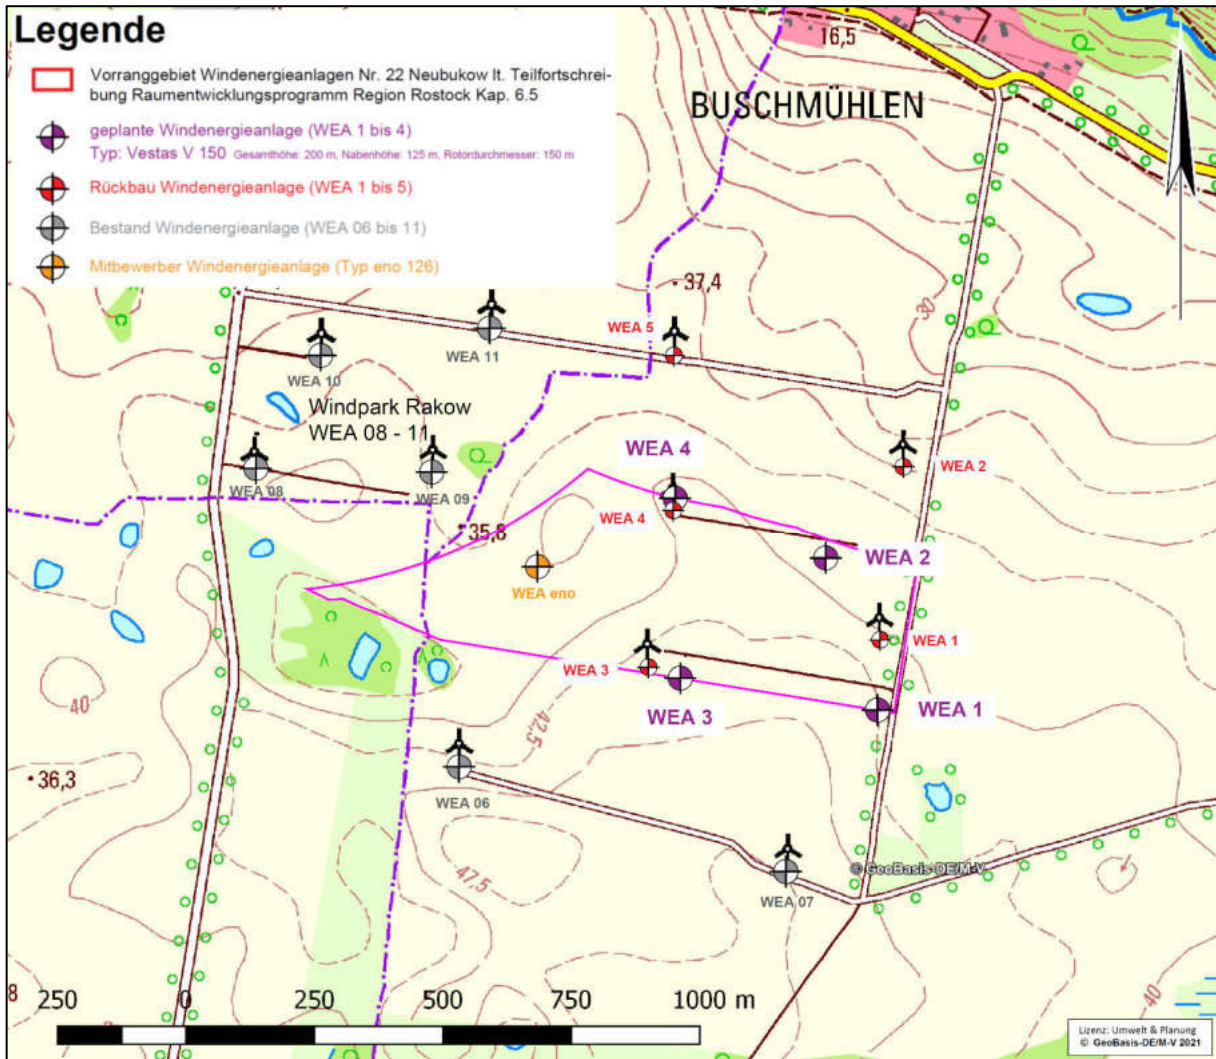 Legende
Vorranggebiet Windenergieanlagen Nr. 22 Neubukow lt. Teilfortschrei-
bung Raumentwicklungsprogramm Region Rostock Kap. 6.5
geplante Windenergieanlage (WEA 1 bis 4)
Typ: Vestas V 150 Gesamthöhe: 200 m, Nabenhöhe: 125 m, Rotordurchmesser: 150 m
Rückbau Windenergieanlage (WEA 1 bis 5)
Bestand Windenergieanlage (WEA 06 bis 11)
Mitbewerber Windenergieanlage (Typ eno 126)
16,5
BUSCHMÜHLEN
37,4
WEA 5
WEA 11
WEA 10
Windpark Rakow
WEA 08 - 11
WEA 4
WEA 2
WEA 08
WEA 09
WEA 4
35,8
WEA 2
WEA eno
WEA 1
WEA 3
WEA 3
WEA 1
40
42,5
36,3
WEA 06
47,5
© GeoBasis-DE/M-V
WEA 07
40
8
250
0
250
500
750
1000 m
Lizenz: Umwelt & Planung
© GeoBasis-DE/M-V 2021